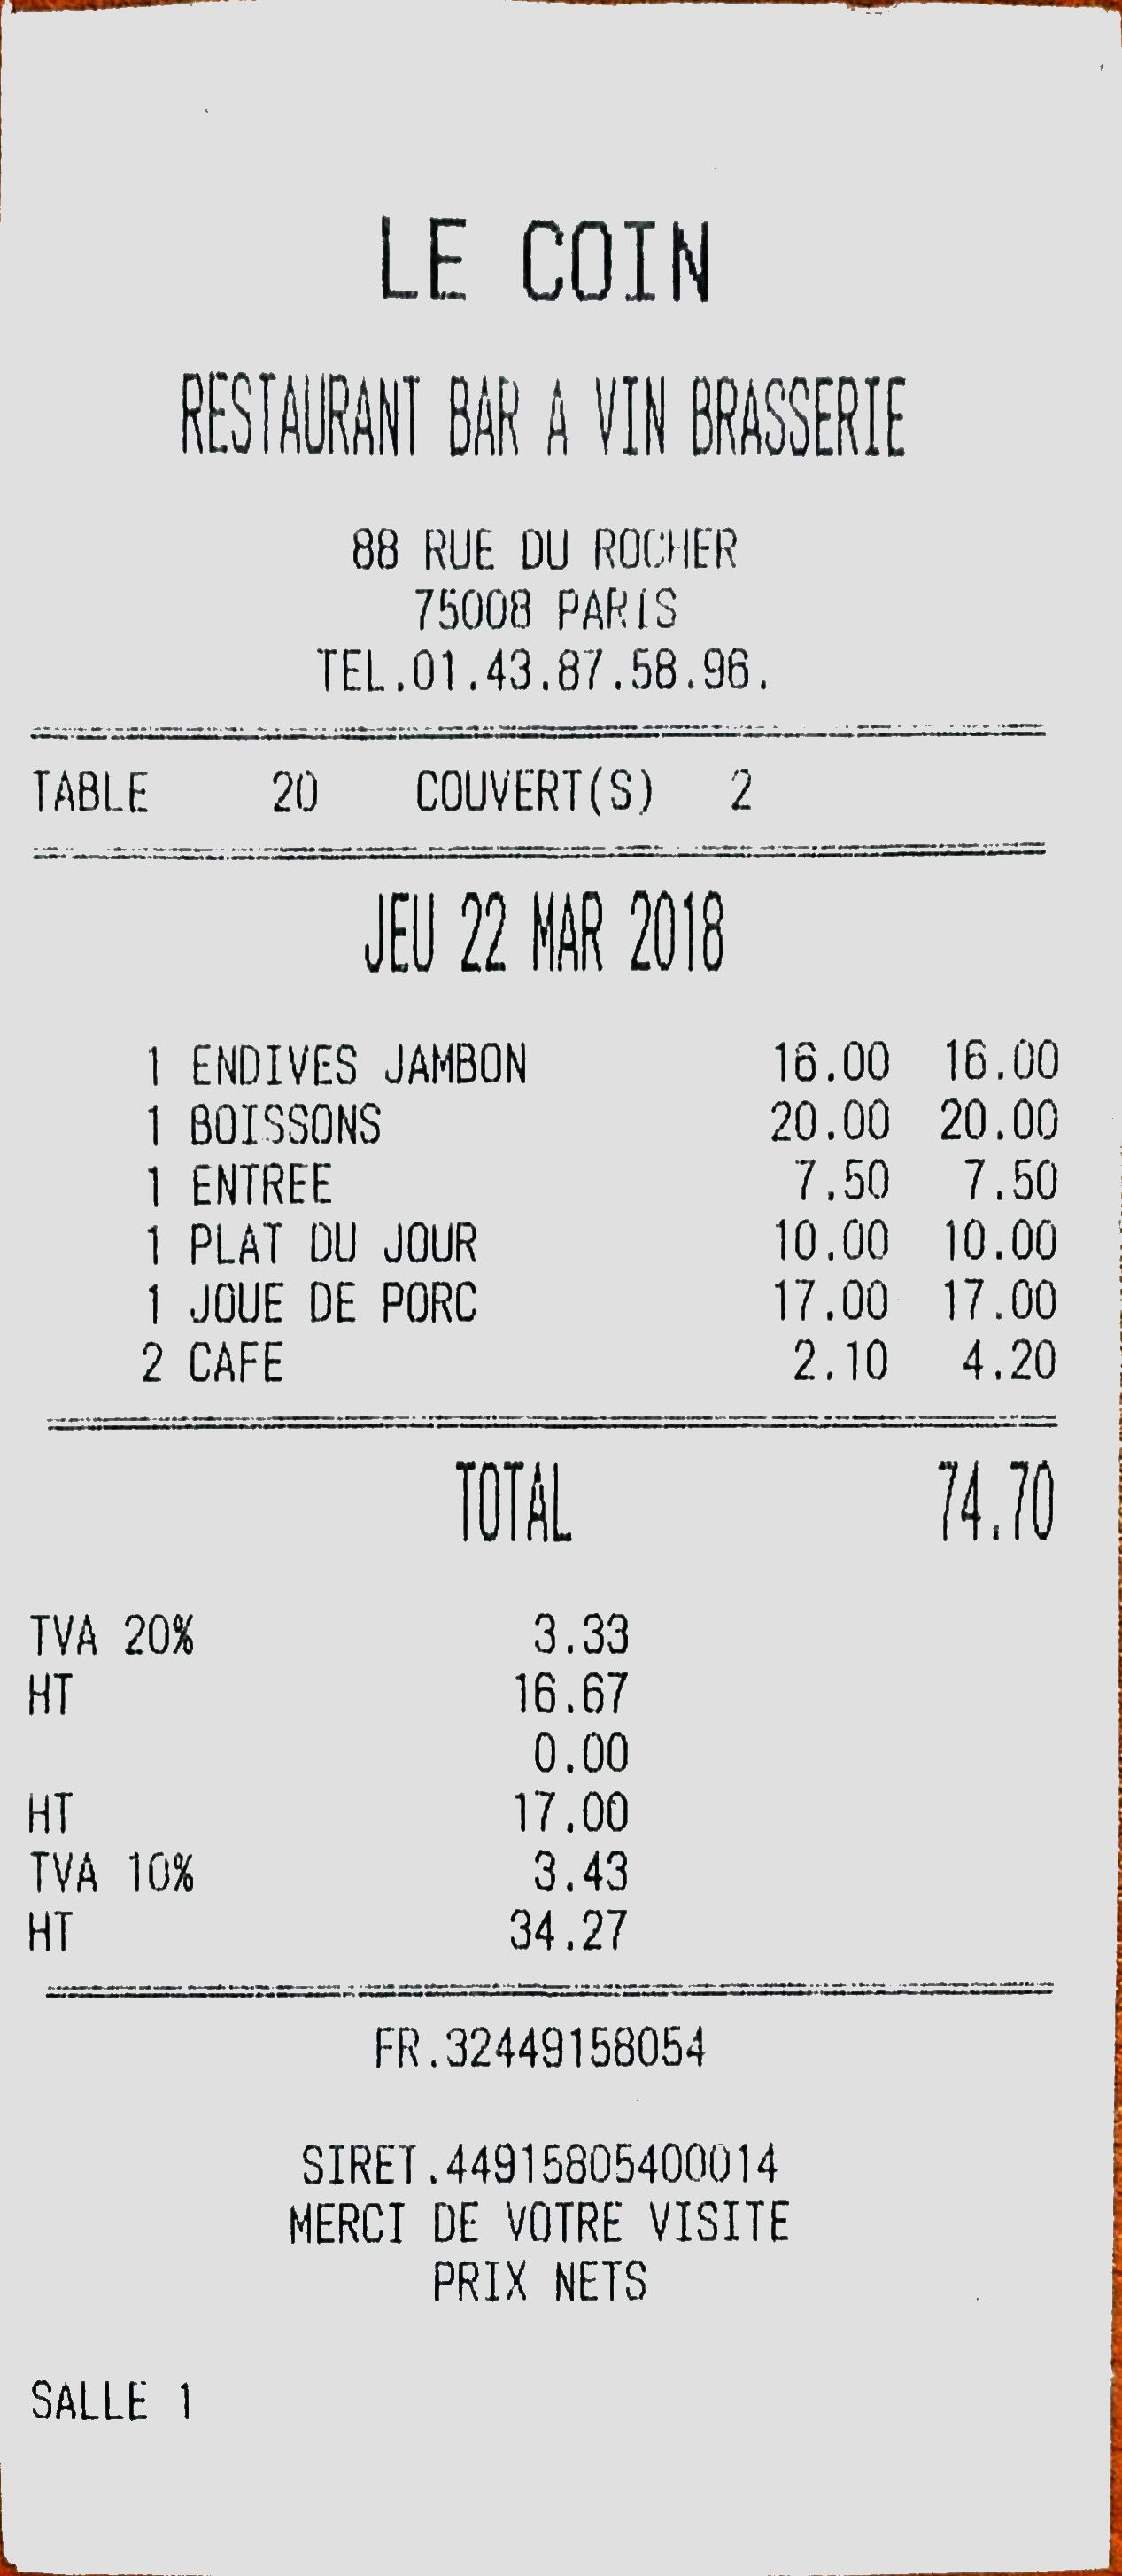 LE COIN
RESTAURANT BAR A VIN BRASSERIE
88 RUE DU ROCHER
75008 PARIS
TEL.01.43.87.58.96.
TABLE 20 COUVERT(S) 2
JEU 22 MAR 2018
1 ENDIVES JAMBON 16.00 16.00
1 BOISSONS 20.00 20.00
1 ENTREE 7.50 7.50
1 PLAT DU JOUR 10.00 10.00
1 JOUE DE PORC 17.00 17.00
2 CAFE 2.10 4.20
TOTAL 74.70
TVA 20% 3.33
HT 16.67
0.00
HT 17.00
TVA 10% 3.43
HT 34.27
FR.32449158054
SIRET.44915805400014
MERCI DE VOTRE VISITE
PRIX NETS
SALLE 1